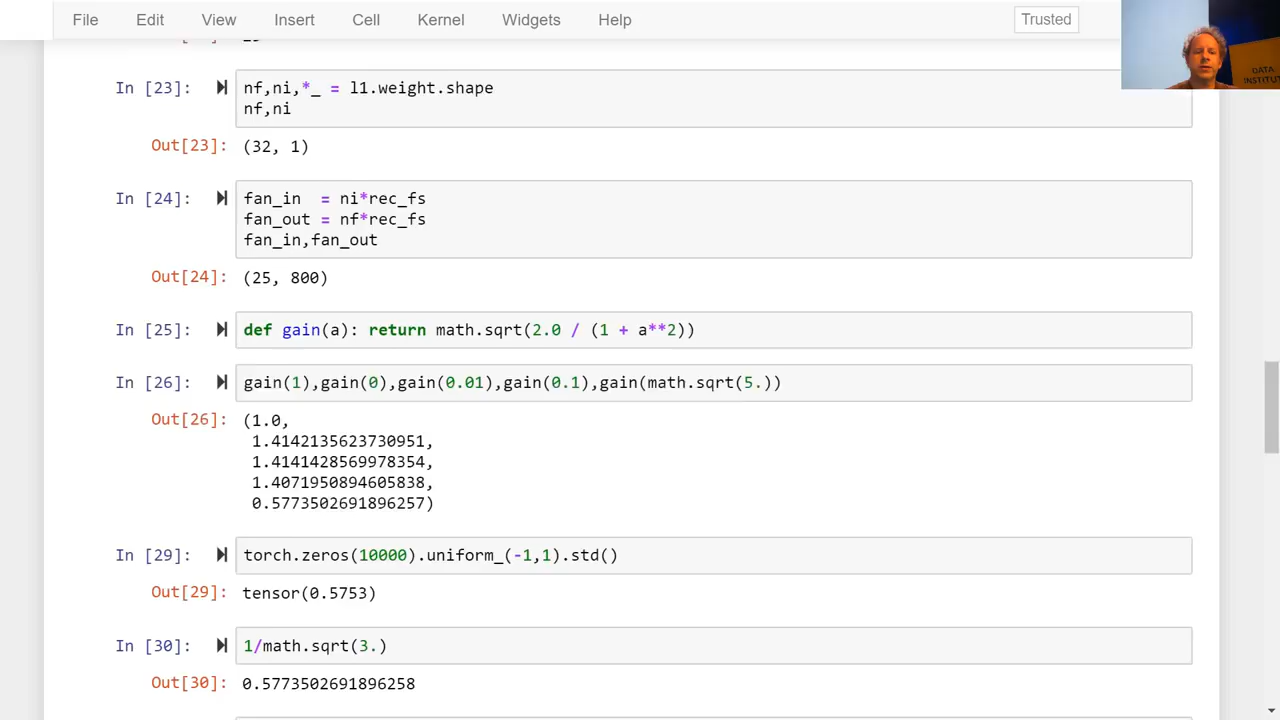 File Edit View Insert Cell Kernel Widgets Help Trusted
DATA
INSTITUT
In [23]: nf,ni,*_ = l1.weight.shape
nf,ni
Out[23]: (32, 1)
In [24]: fan_in  = ni*rec_fs
fan_out = nf*rec_fs
fan_in,fan_out
Out[24]: (25, 800)
In [25]: def gain(a): return math.sqrt(2.0 / (1 + a**2))
In [26]: gain(1),gain(0),gain(0.01),gain(0.1),gain(math.sqrt(5.))
Out[26]: (1.0,
1.4142135623730951,
1.4141428569978354,
1.4071950894605838,
0.5773502691896257)
In [29]: torch.zeros(10000).uniform_(-1,1).std()
Out[29]: tensor(0.5753)
In [30]: 1/math.sqrt(3.)
Out[30]: 0.5773502691896258